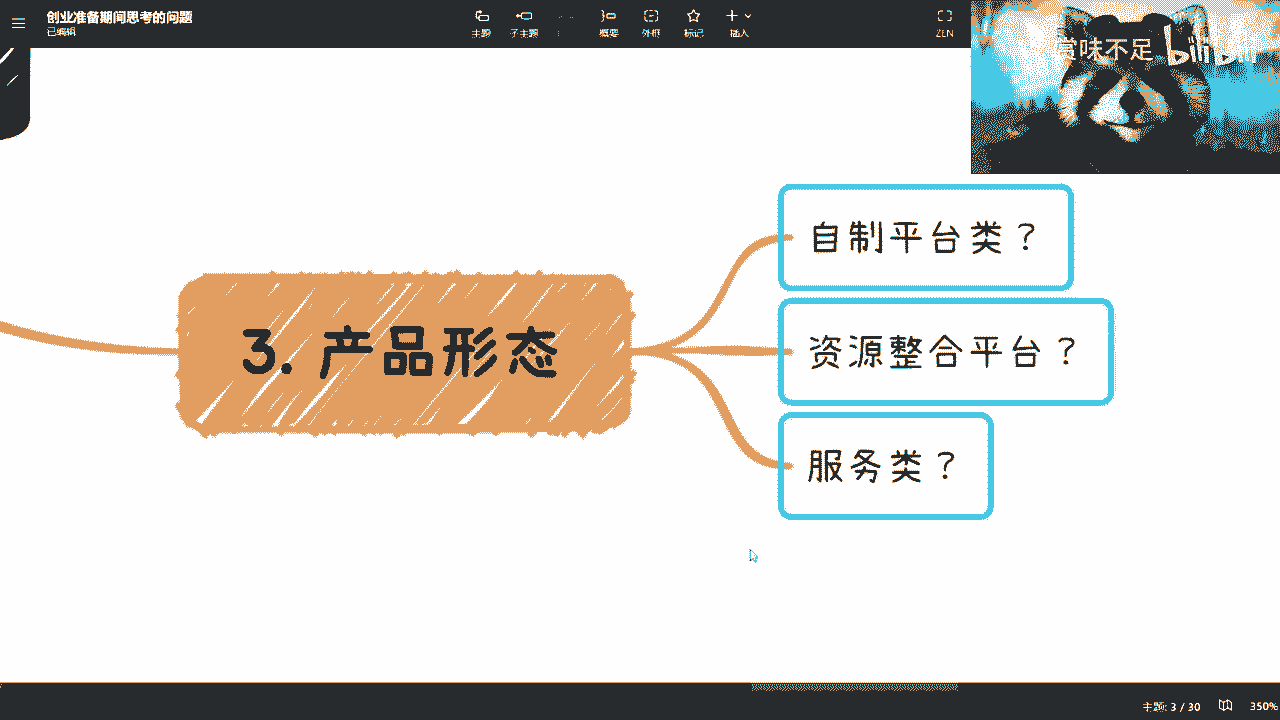 创业准备期间思考的问题
已编辑
主题
子主题
概要
外框
标记
插入
ZEN
赏味不足 bilibili
自制平台类？
3. 产品形态
资源整合平台？
服务类？
主题: 3 / 30
350%